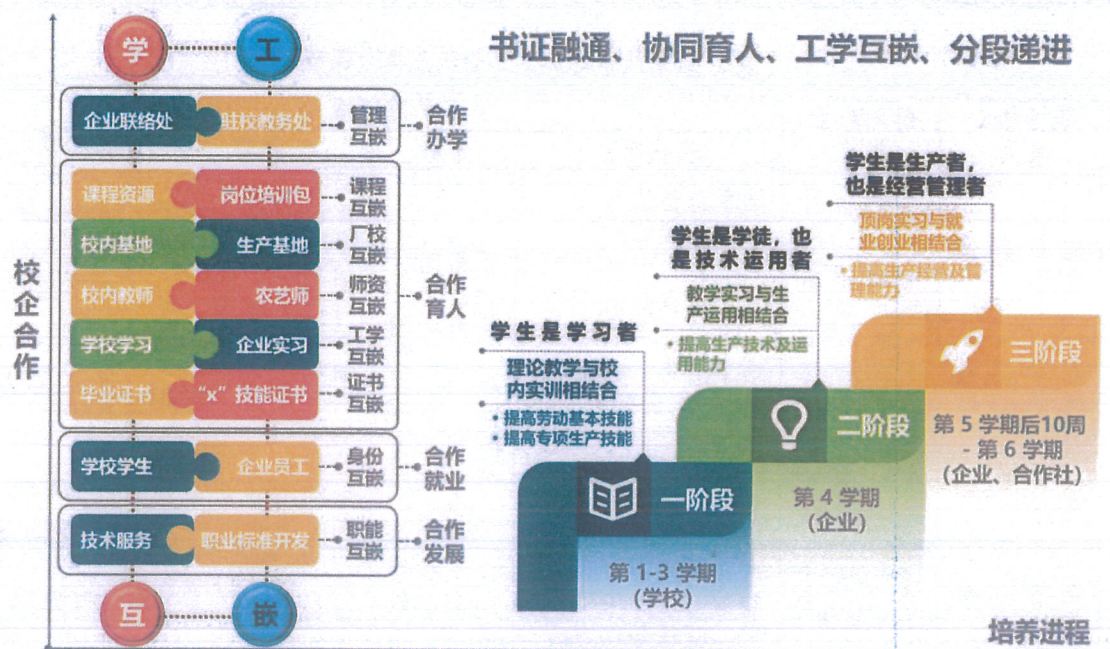 学
工
书证融通、协同育人、工学互嵌、分段递进
校企合作
企业联络处
驻校教务处
管理
互嵌
合作
办学
课程资源
岗位培训包
课程
互嵌
校内基地
生产基地
厂校
互嵌
校内教师
农艺师
师资
互嵌
合作
育人
学校学习
企业实习
工学
互嵌
毕业证书
“x”技能证书
证书
互嵌
学校学生
企业员工
身份
互嵌
合作
就业
技术服务
职业标准开发
职能
互嵌
合作
发展
互
嵌
学生是学习者
理论教学与校
内实训相结合
• 提高劳动基本技能
• 提高专项生产技能
一阶段
第 1-3 学期
(学校)
学生是学徒，也
是技术运用者
教学实习与生
产运用相结合
• 提高生产技术及运
用能力
二阶段
第 4 学期
(企业)
学生是生产者，
也是经营管理者
顶岗实习与就
业创业相结合
• 提高生产经营及管
理能力
三阶段
第 5 学期后10周
- 第 6 学期
(企业、合作社)
培养进程